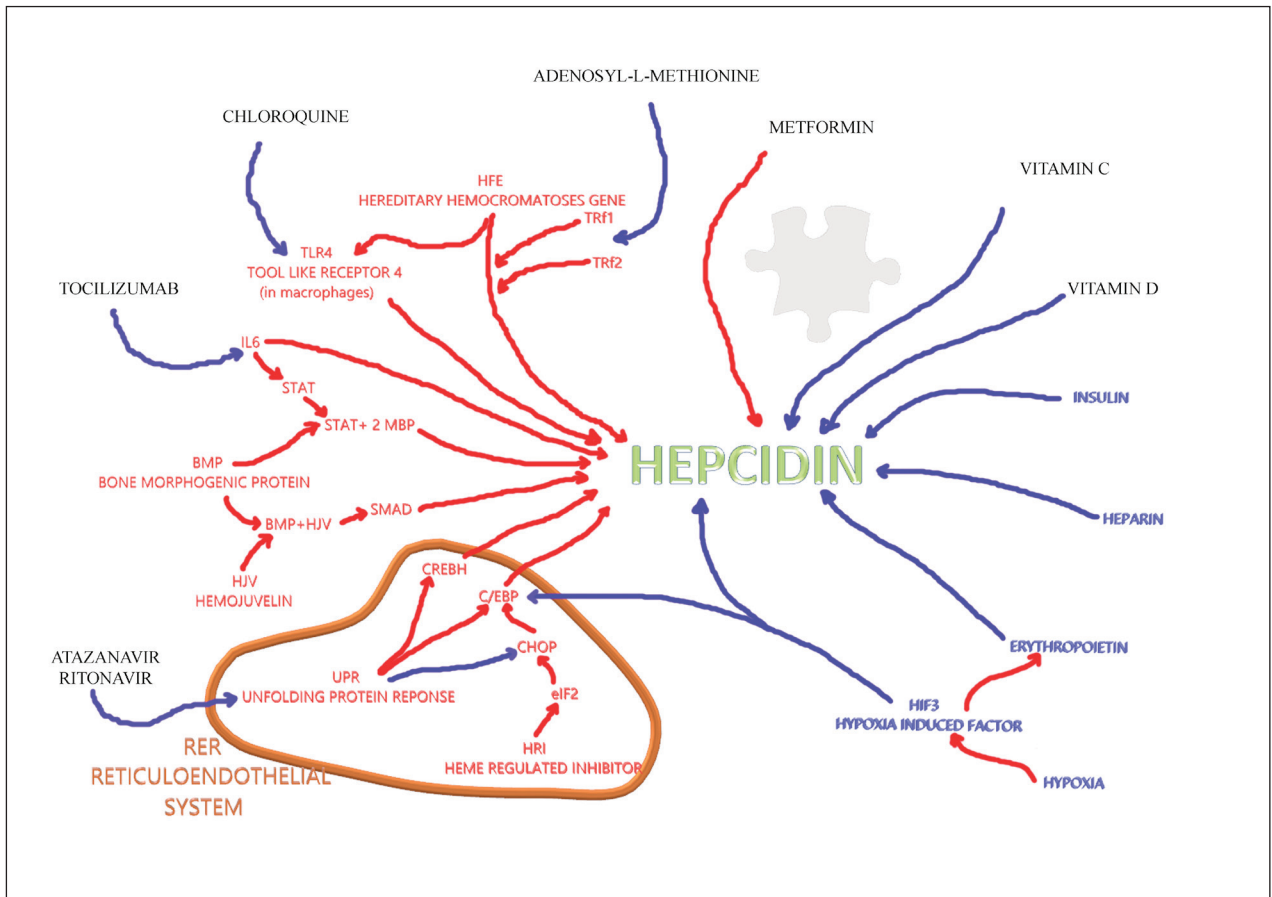 ADENOSYL-L-METHIONINE
CHLOROQUINE
METFORMIN
VITAMIN C
HFE
HEREDITARY HEMOCROMATOSES GENE
TRf1
TRf2
TLR4
TOOL LIKE RECEPTOR 4
(in macrophages)
TOCILIZUMAB
VITAMIN D
IL6
STAT
STAT+ 2 MBP
INSULIN
HEPCIDIN
BMP
BONE MORPHOGENIC PROTEIN
BMP+HJV
SMAD
HEPARIN
HJV
HEMOJUVELIN
CREBH
C/EBP
CHOP
ERYTHROPOIETIN
ATAZANAVIR
RITONAVIR
UPR
UNFOLDING PROTEIN REPONSE
eIF2
HIF3
HYPOXIA INDUCED FACTOR
HRI
HEME REGULATED INHIBITOR
HYPOXIA
RER
RETICULOENDOTHELIAL
SYSTEM